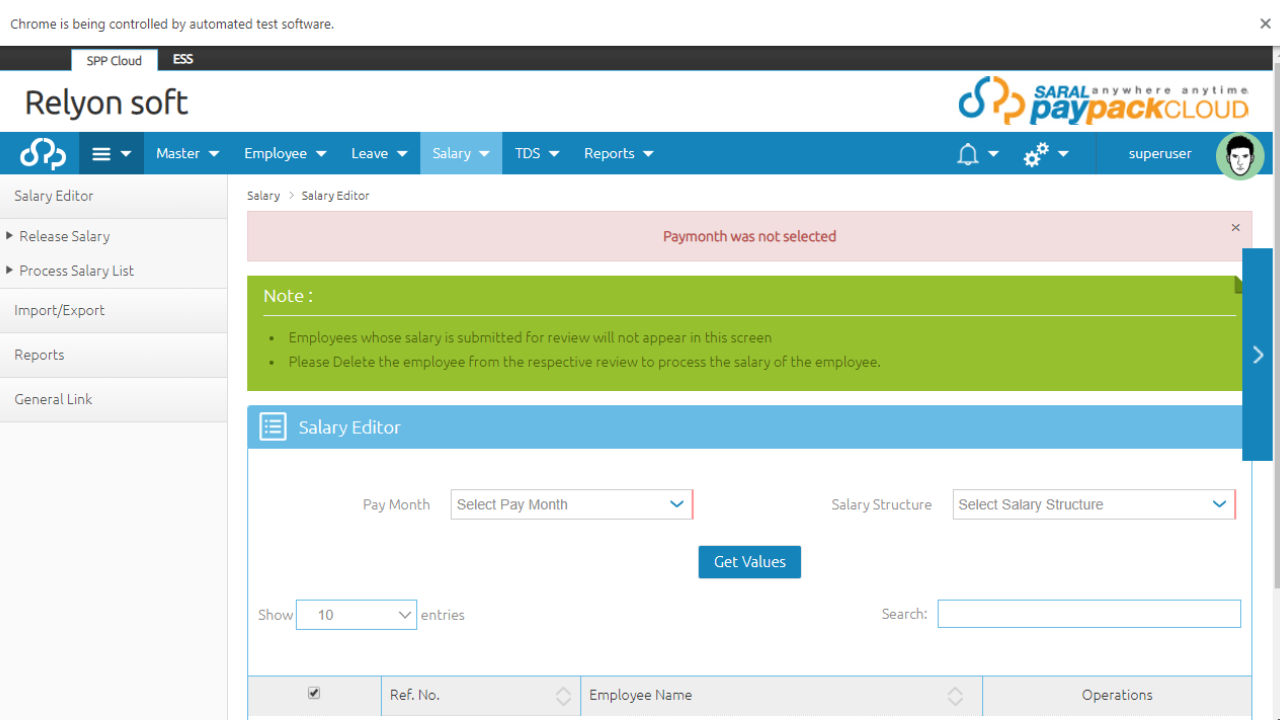 Chrome is being controlled by automated test software.
SPP Cloud
ESS
Relyon soft
SARAL anywhere anytime
paypackCLOUD
Master
Employee
Leave
Salary
TDS
Reports
superuser
Salary Editor
Release Salary
Process Salary List
Import/Export
Reports
General Link
Salary > Salary Editor
Paymonth was not selected
Note :
Employees whose salary is submitted for review will not appear in this screen
Please Delete the employee from the respective review to process the salary of the employee.
Salary Editor
Pay Month
Select Pay Month
Salary Structure
Select Salary Structure
Get Values
Show 10 entries
Search:
Ref. No.
Employee Name
Operations